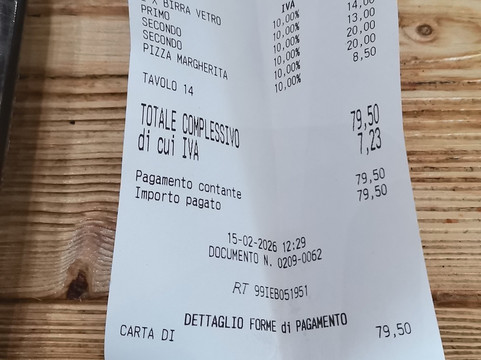 X BIRRA VETRO IVA 14,00
PRIMO 10,00% 13,00
SECONDO 10,00% 20,00
SECONDO 10,00% 20,00
PIZZA MARGHERITA 10,00% 8,50
10,00%
TAVOLO 14
TOTALE COMPLESSIVO 79,50
di cui IVA 7,23
Pagamento contante 79,50
Importo pagato 79,50
15-02-2026 12:29
DOCUMENTO N. 0209-0062
RT 99IEB051951
DETTAGLIO FORME di PAGAMENTO
CARTA DI 79,50